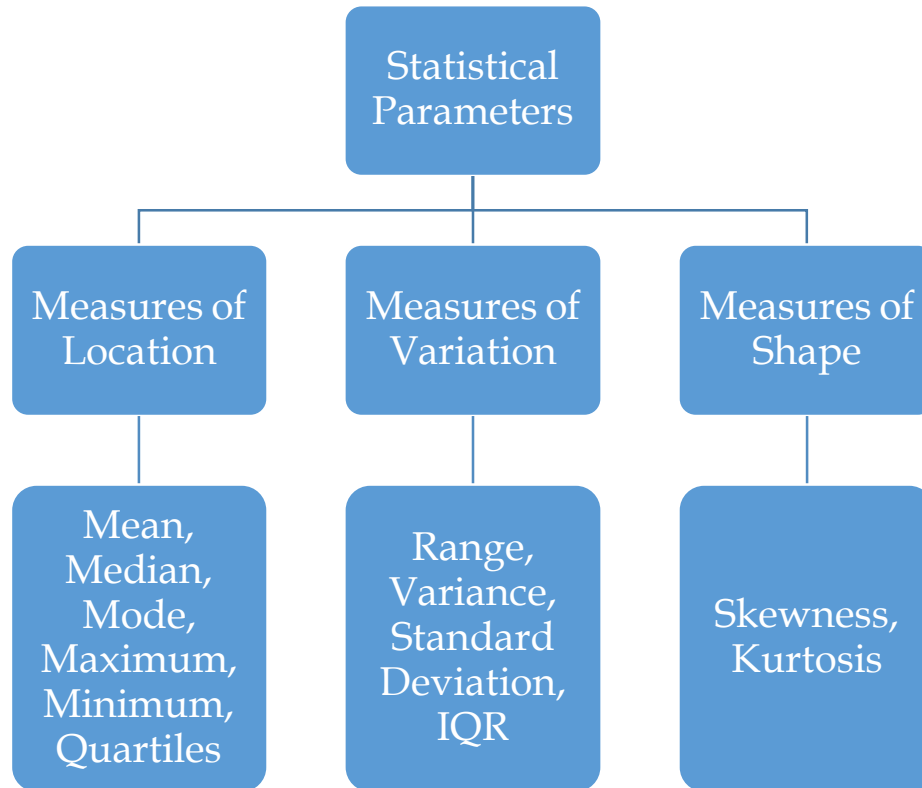 Statistical
Parameters
Measures of
Location
Measures of
Variation
Measures of
Shape
Mean,
Median,
Mode,
Maximum,
Minimum,
Quartiles
Range,
Variance,
Standard
Deviation,
IQR
Skewness,
Kurtosis